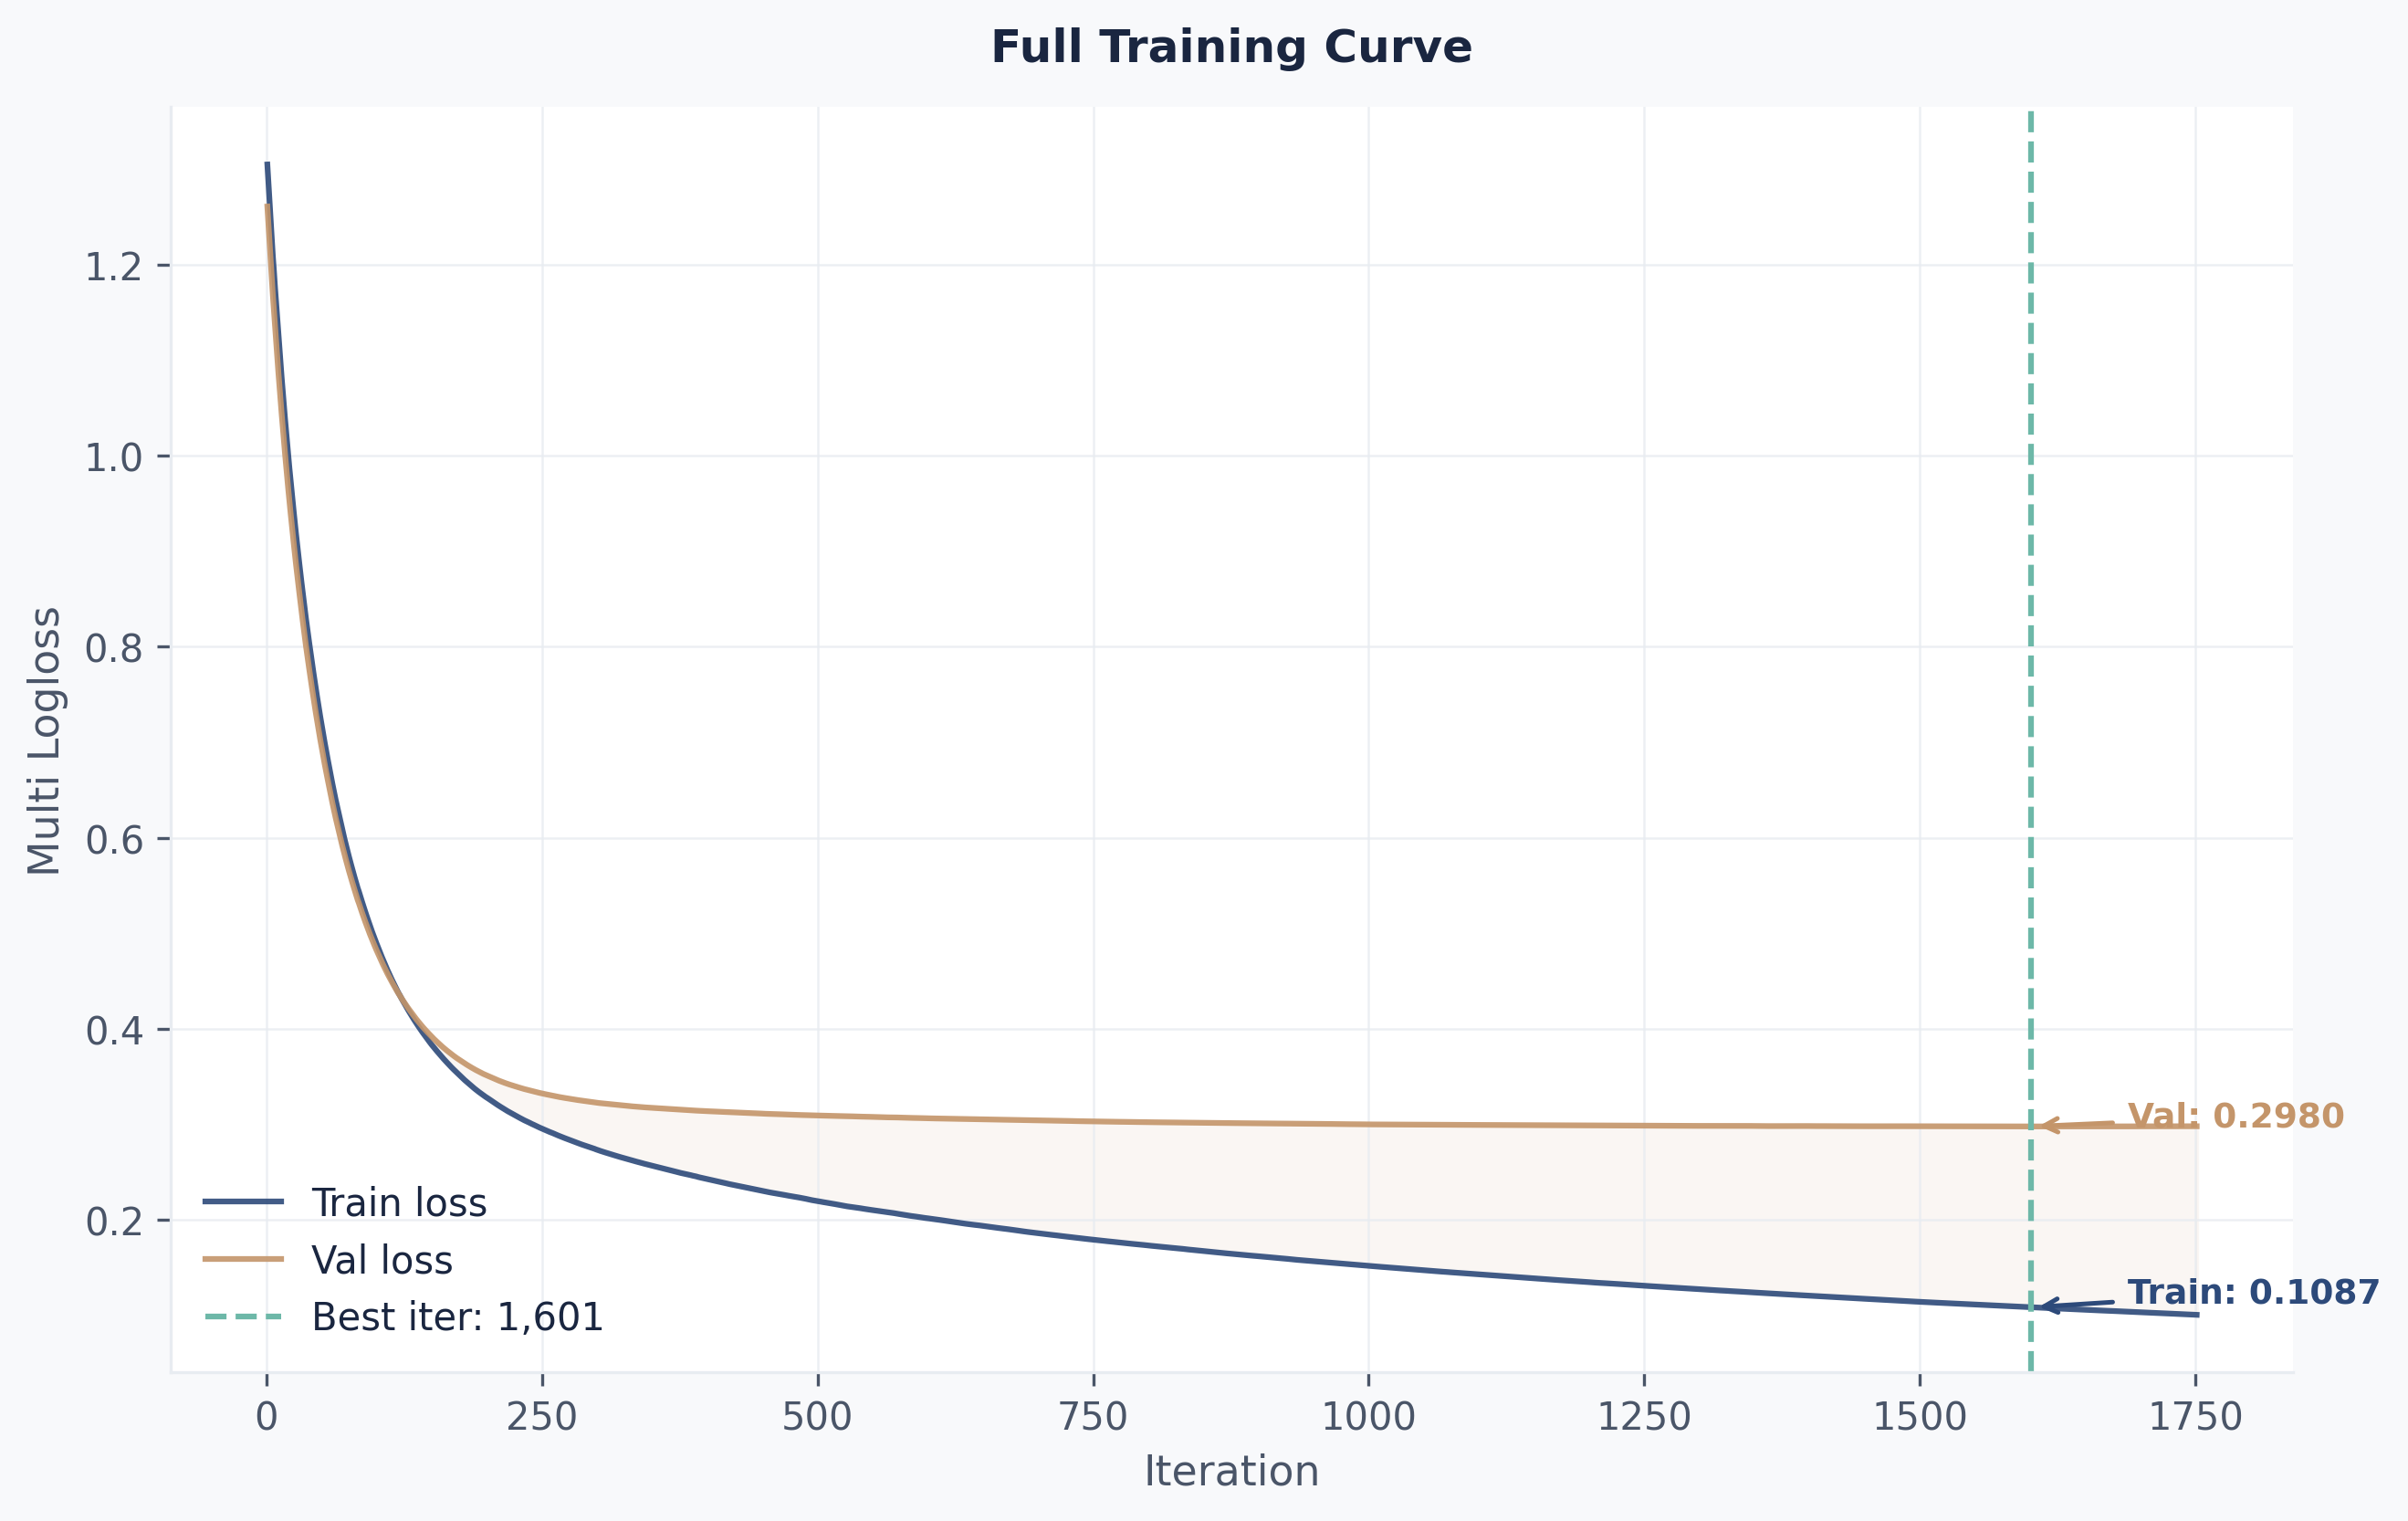 Full Training Curve
Multi Logloss
1.2
1.0
0.8
0.6
0.4
0.2
Val: 0.2980
Train: 0.1087
Train loss
Val loss
Best iter: 1,601
0 250 500 750 1000 1250 1500 1750
Iteration